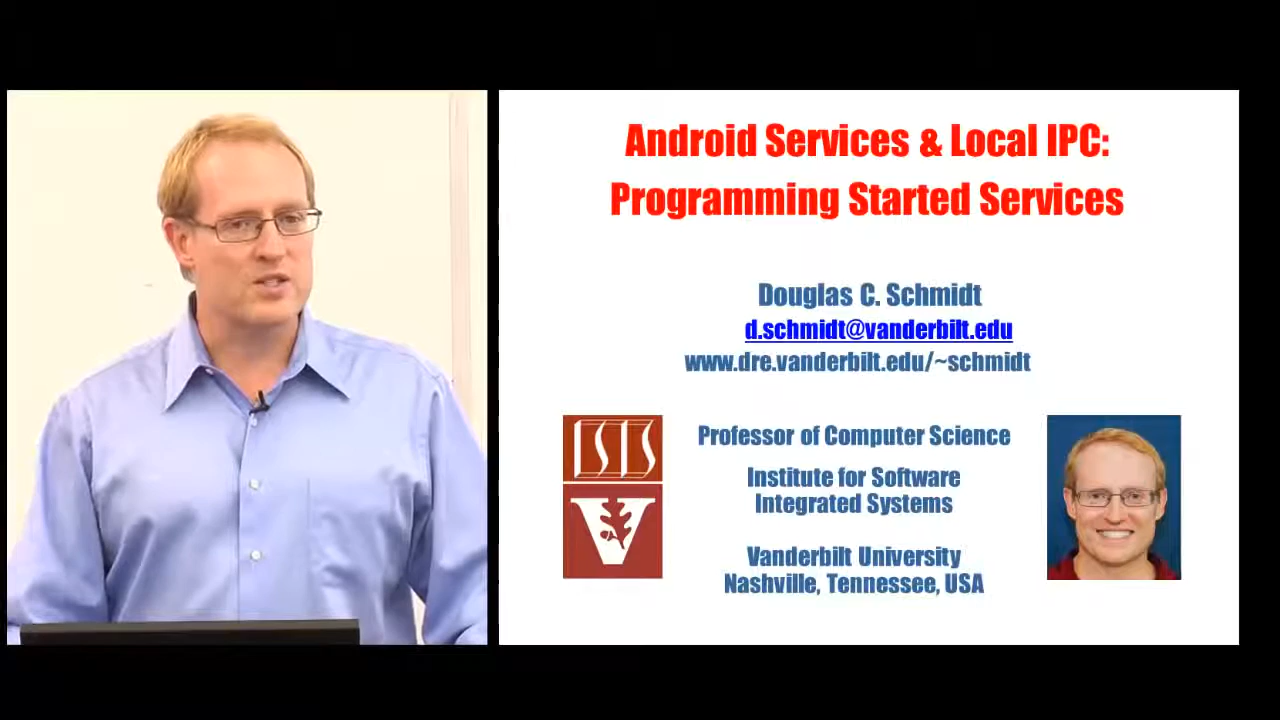 Android Services & Local IPC:
Programming Started Services
Douglas C. Schmidt
d.schmidt@vanderbilt.edu
www.dre.vanderbilt.edu/~schmidt
ISIS
V
Professor of Computer Science
Institute for Software
Integrated Systems
Vanderbilt University
Nashville, Tennessee, USA